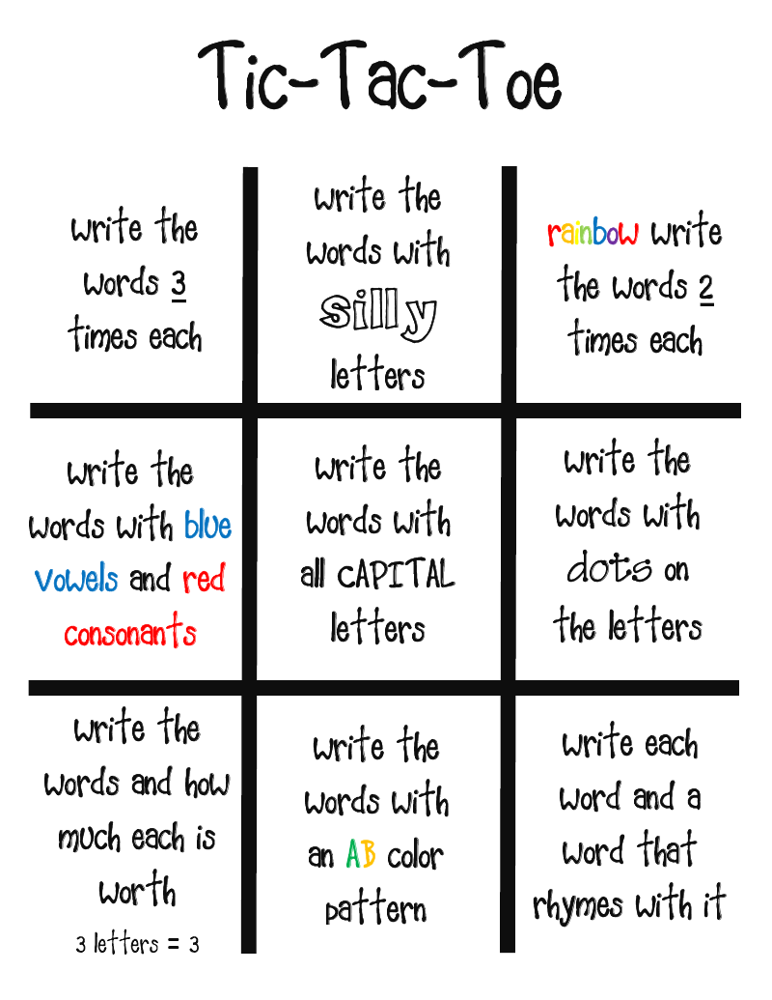 Tic-Tac-Toe
write the
words 3
times each
write the
words with
silly
letters
rainbow write
the words 2
times each
write the
words with blue
vowels and red
consonants
write the
words with
all CAPITAL
letters
write the
words with
dots on
the letters
write the
words and how
much each is
worth
3 letters = 3
write the
words with
an AB color
pattern
write each
word and a
word that
rhymes with it